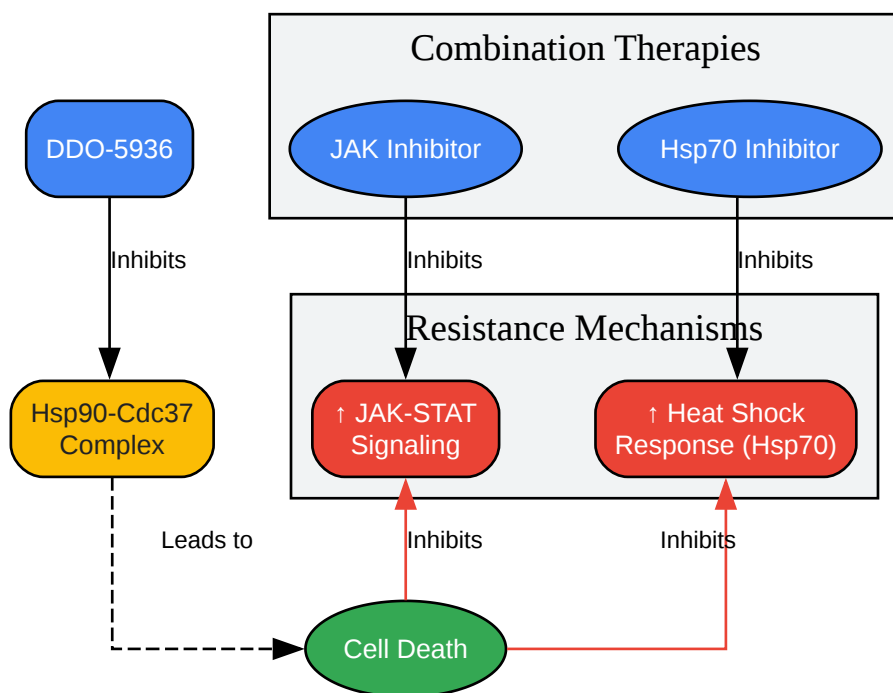 Combination Therapies
DDO-5936
JAK Inhibitor
Hsp70 Inhibitor
Inhibits
Inhibits
Inhibits
Resistance Mechanisms
Hsp90-Cdc37
Complex
↑ JAK-STAT
Signaling
↑ Heat Shock
Response (Hsp70)
Leads to
Inhibits
Inhibits
Cell Death